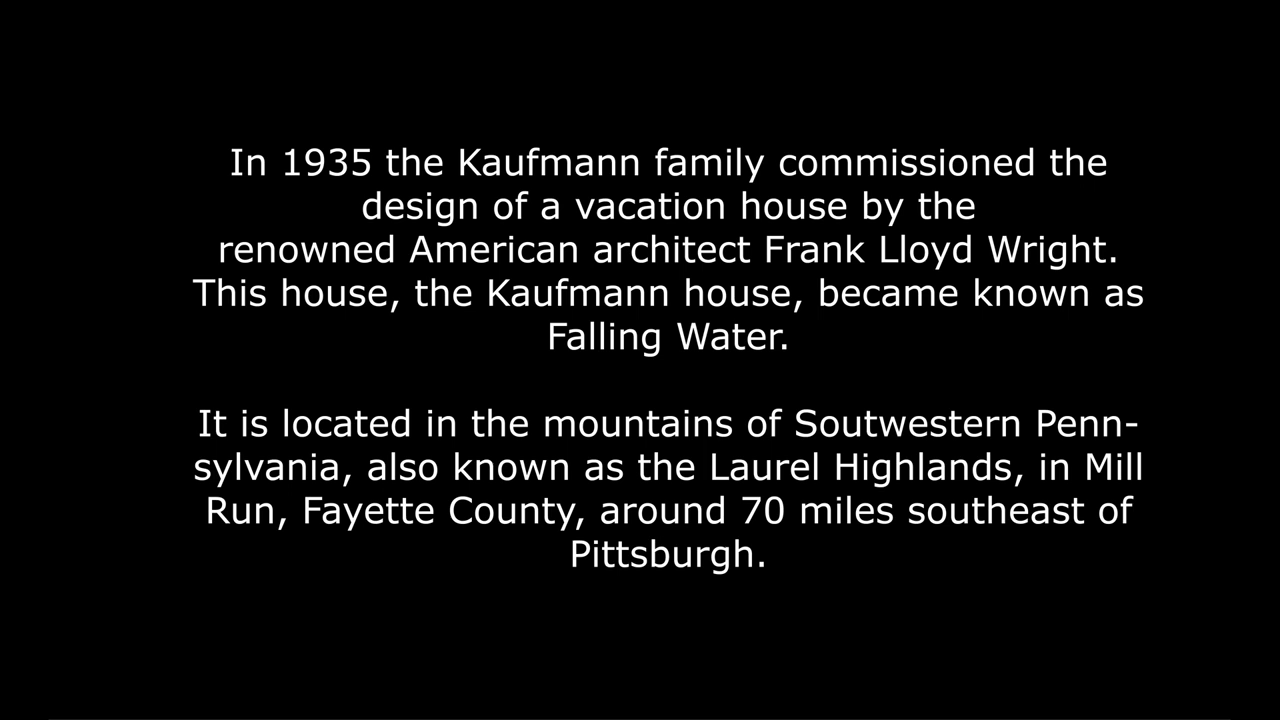 In 1935 the Kaufmann family commissioned the
design of a vacation house by the
renowned American architect Frank Lloyd Wright.
This house, the Kaufmann house, became known as
Falling Water.
It is located in the mountains of Soutwestern Penn-
sylvania, also known as the Laurel Highlands, in Mill
Run, Fayette County, around 70 miles southeast of
Pittsburgh.